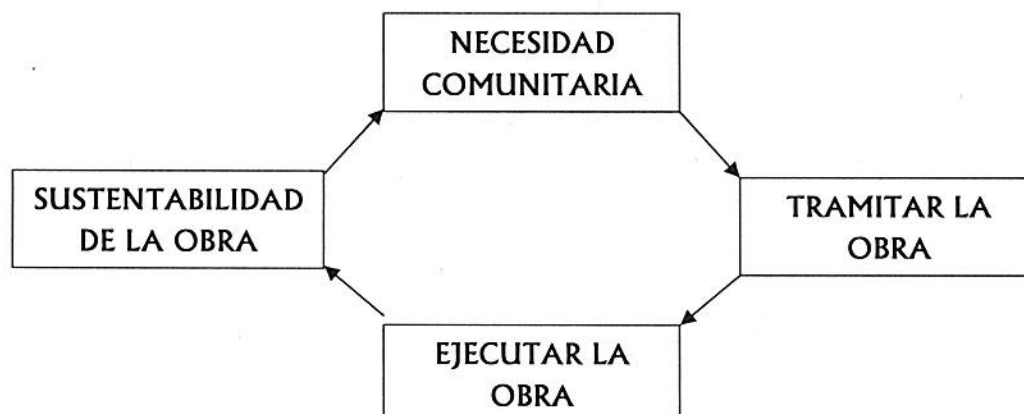 NECESIDAD
COMUNITARIA
SUSTENTABILIDAD
DE LA OBRA
TRAMITAR LA
OBRA
EJECUTAR LA
OBRA